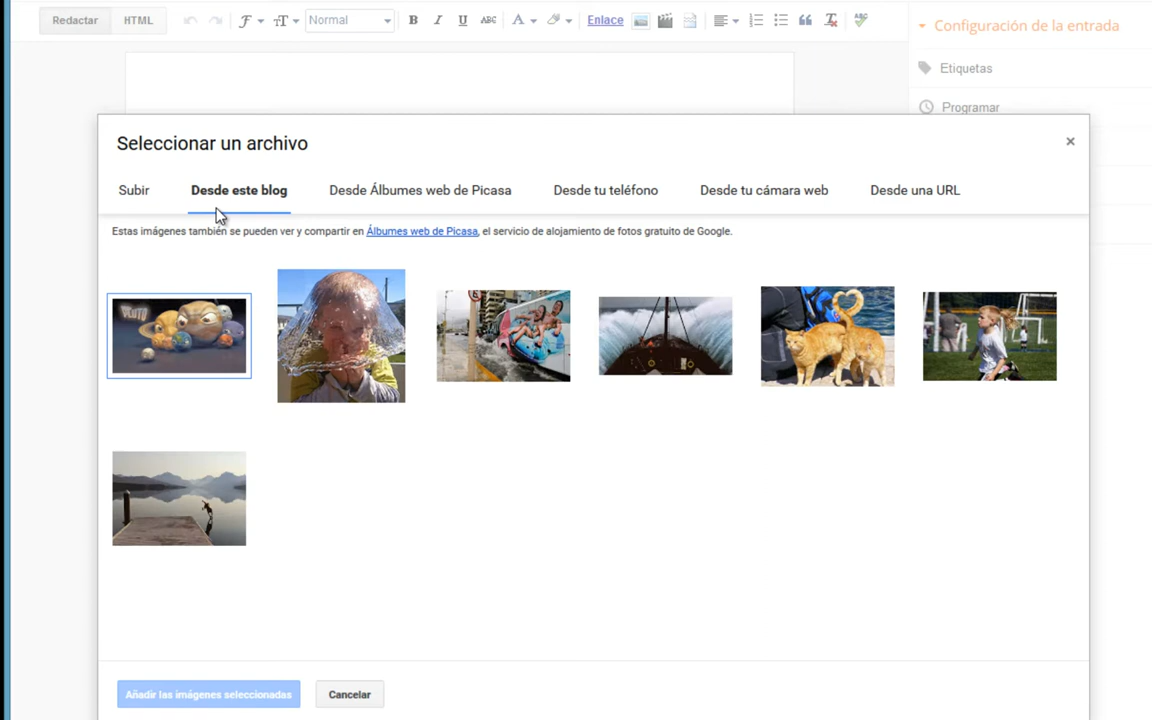 Redactar HTML Normal B I U ABC A Enlace ABC
Configuración de la entrada
Etiquetas
Programar
Seleccionar un archivo
Subir Desde este blog Desde Álbumes web de Picasa Desde tu teléfono Desde tu cámara web Desde una URL
Estas imágenes también se pueden ver y compartir en Álbumes web de Picasa, el servicio de alojamiento de fotos gratuito de Google.
PLUTO
Añadir las imágenes seleccionadas Cancelar